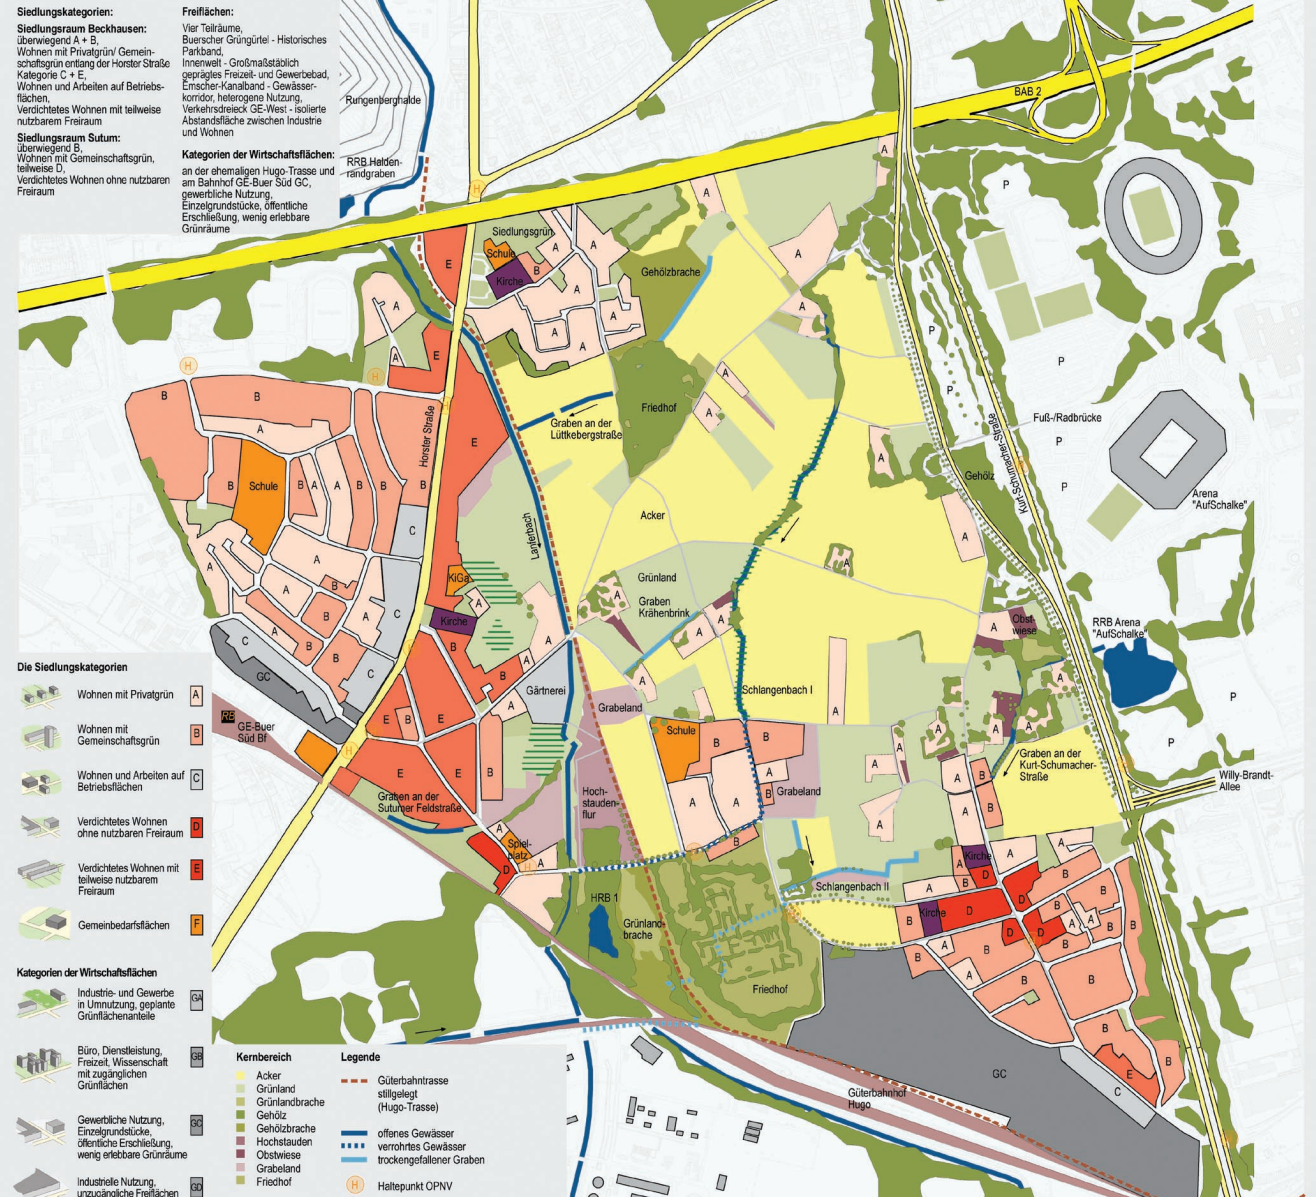 Siedlungskategorien:
Siedlungsraum Beckhausen:
überwiegend A + B,
Wohnen mit Privatgrün/ Gemein-
schaftsgrün entlang der Horster Straße
Kategorie C + E,
Wohnen und Arbeiten auf Betriebs-
flächen,
Verdichtetes Wohnen mit teilweise
nutzbarem Freiraum
Siedlungsraum Sutum:
überwiegend B,
Wohnen mit Gemeinschaftsgrün,
teilweise D,
Verdichtetes Wohnen ohne nutzbaren
Freiraum
Freiflächen:
Vier Teilräume,
Buerscher Grüngürtel - Historisches
Parkband,
Innenwelt - Großmaßstäblich
geprägtes Freizeit- und Gewerbebad,
Emscher-Kanalband - Gewässer-
korridor, heterogene Nutzung,
Verkehrsdreieck GE-West - isolierte
Abstandsfläche zwischen Industrie
und Wohnen
Kategorien der Wirtschaftsflächen:
an der ehemaligen Hugo-Trasse und
am Bahnhof GE-Buer Süd GC,
gewerbliche Nutzung,
Einzelgrundstücke, öffentliche
Erschließung, wenig erlebbare
Grünräume
Rungenberghalde
RRB Halden-
randgraben
BAB 2
Siedlungsgrün
Schule
Kirche
Gehölzbrache
Friedhof
Graben an der
Lüttkebergstraße
Horster Straße
Schule
Lanferbach
Acker
Grünland
Graben
Krähenbrink
KiGa
Kirche
Gärtnerei
Grabeland
Schlangenbach I
Gehölz
Kurt-Schumacher-Straße
Fuß-/Radbrücke
Arena
"AufSchalke"
Obst-
wiese
RRB Arena
"AufSchalke"
Graben an der
Kurt-Schumacher-
Straße
Willy-Brandt-
Allee
RB
GE-Buer
Süd Bf
GC
Graben an der
Sutumer Feldstraße
Schule
Grabeland
Hoch-
stauden-
flur
Spiel-
platz
HRB 1
Grünland-
brache
Schlangenbach II
Kirche
Kirche
Friedhof
GC
Güterbahnhof
Hugo
Die Siedlungskategorien
Wohnen mit Privatgrün A
Wohnen mit
Gemeinschaftsgrün B
Wohnen und Arbeiten auf
Betriebsflächen C
Verdichtetes Wohnen
ohne nutzbaren Freiraum D
Verdichtetes Wohnen mit
teilweise nutzbarem
Freiraum E
Gemeinbedarfsflächen F
Kategorien der Wirtschaftsflächen
Industrie- und Gewerbe
in Umnutzung, geplante
Grünflächenanteile GA
Büro, Dienstleistung,
Freizeit, Wissenschaft
mit zugänglichen
Grünflächen GB
Gewerbliche Nutzung,
Einzelgrundstücke,
öffentliche Erschließung,
wenig erlebbare Grünräume GC
Industrielle Nutzung,
unzugängliche Freiflächen GD
Kernbereich
Acker
Grünland
Grünlandbrache
Gehölz
Gehölzbrache
Hochstauden
Obstwiese
Grabeland
Friedhof
Legende
Güterbahntrasse
stillgelegt
(Hugo-Trasse)
offenes Gewässer
verrohrtes Gewässer
trockengefallener Graben
H Haltepunkt ÖPNV